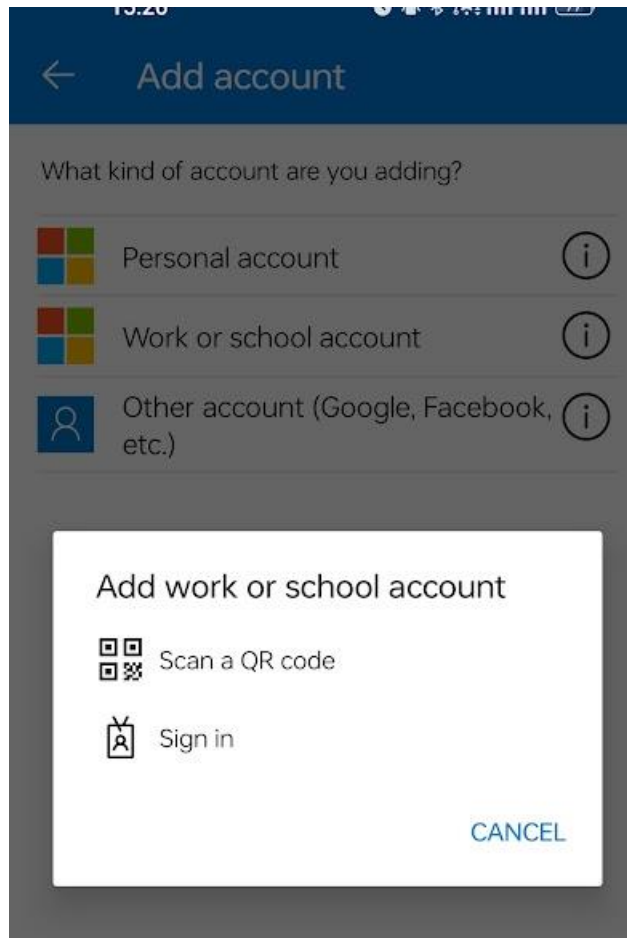 Add account
What kind of account are you adding?
Personal account
Work or school account
Other account (Google, Facebook,
etc.)
Add work or school account
Scan a QR code
Sign in
CANCEL